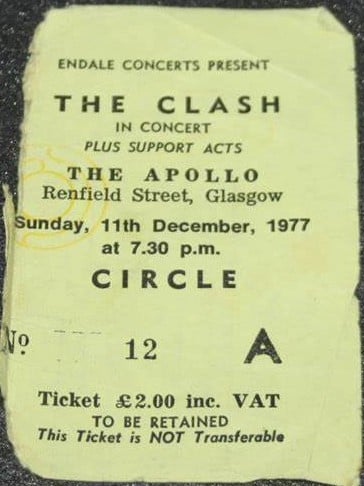 ENDALE CONCERTS PRESENT
THE CLASH
IN CONCERT
PLUS SUPPORT ACTS
THE APOLLO
Renfield Street, Glasgow
Sunday, 11th December, 1977
at 7.30 p.m.
CIRCLE
No. 12 A
Ticket £2.00 inc. VAT
TO BE RETAINED
This Ticket is NOT Transferable